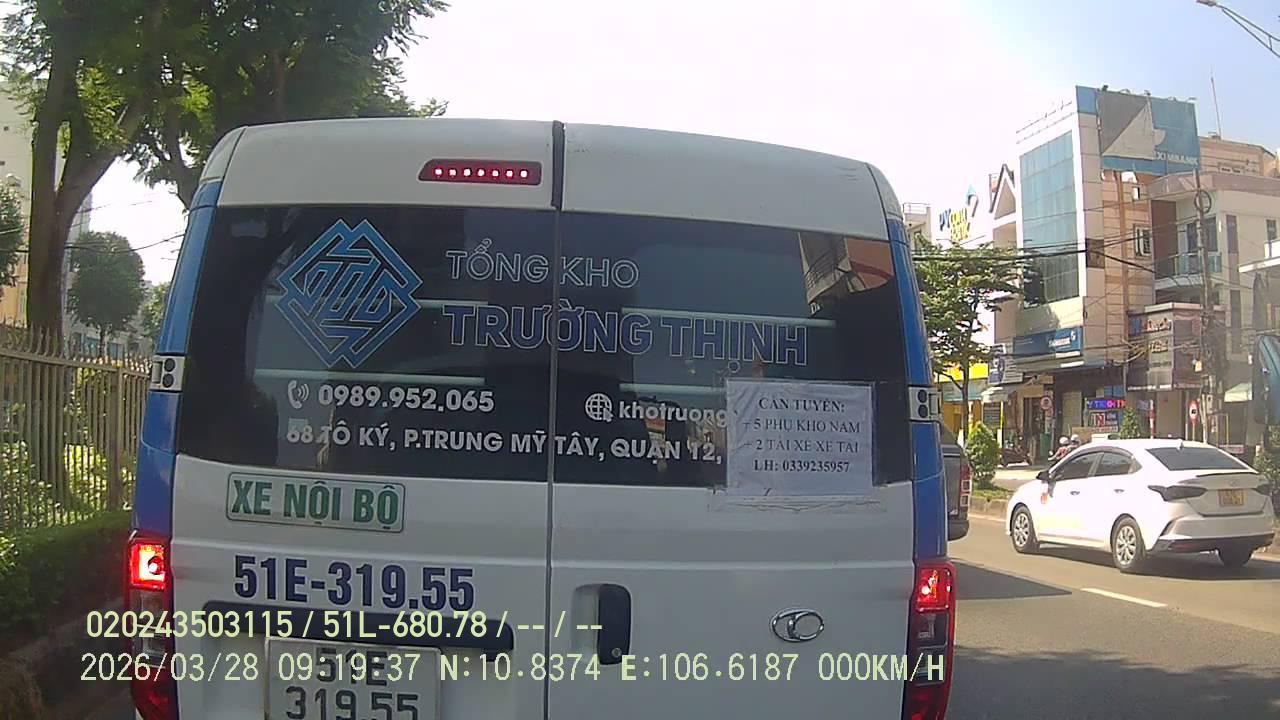 TỔNG KHO
TRƯỜNG THỊNH
0989.952.065
khotruong
68 TÔ KÝ, P.TRUNG MỸ TÂY, QUẬN 12,
CẦN TUYỂN:
+ 5 PHỤ KHO NAM
+ 2 TÀI XẾ XE TẢI
LH: 0339235957
XE NỘI BỘ
51E-319.55
51E
319.55
XIMBANK
020243503115 / 51L-680.78 / -- / --
2026/03/28 09:19:37 N:10.8374 E:106.6187 000KM/H